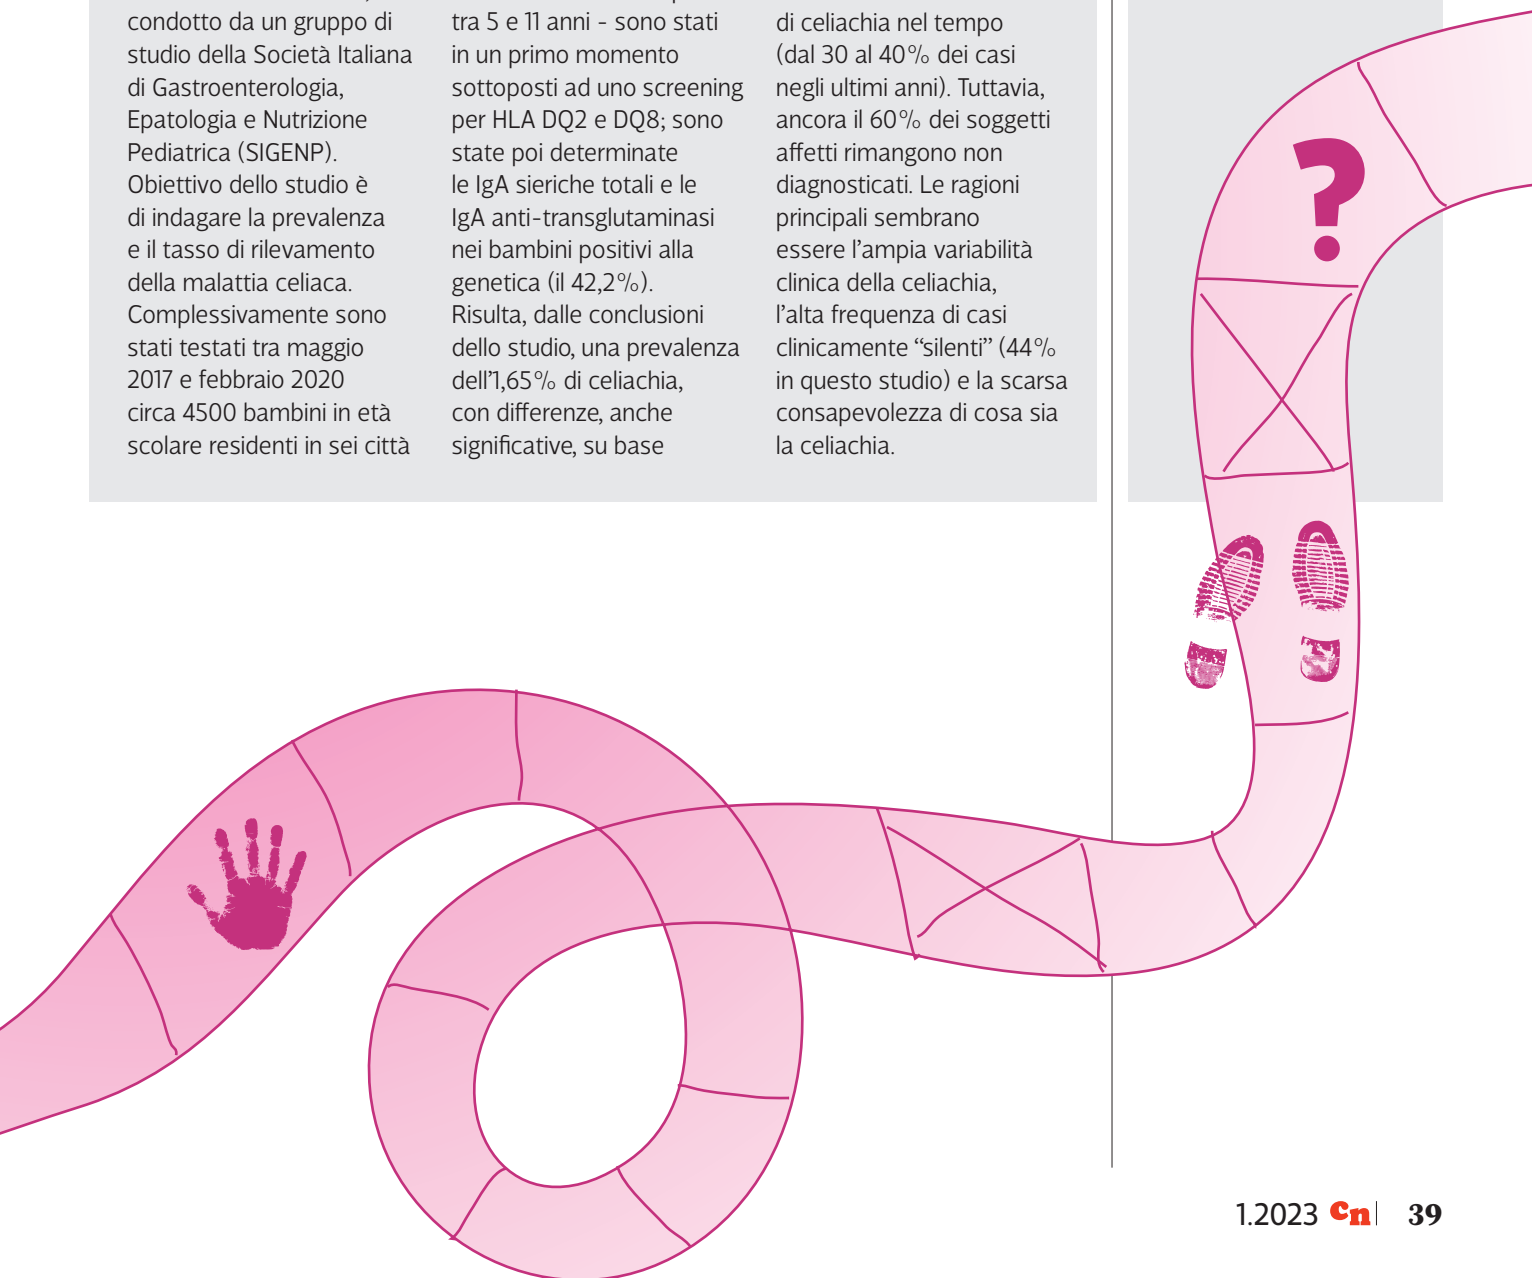 condotto da un gruppo di
studio della Società Italiana
di Gastroenterologia,
Epatologia e Nutrizione
Pediatrica (SIGENP).
Obiettivo dello studio è
di indagare la prevalenza
e il tasso di rilevamento
della malattia celiaca.
Complessivamente sono
stati testati tra maggio
2017 e febbraio 2020
circa 4500 bambini in età
scolare residenti in sei città
tra 5 e 11 anni - sono stati
in un primo momento
sottoposti ad uno screening
per HLA DQ2 e DQ8; sono
state poi determinate
le IgA sieriche totali e le
IgA anti-transglutaminasi
nei bambini positivi alla
genetica (il 42,2%).
Risulta, dalle conclusioni
dello studio, una prevalenza
dell’1,65% di celiachia,
con differenze, anche
significative, su base
di celiachia nel tempo
(dal 30 al 40% dei casi
negli ultimi anni). Tuttavia,
ancora il 60% dei soggetti
affetti rimangono non
diagnosticati. Le ragioni
principali sembrano
essere l’ampia variabilità
clinica della celiachia,
l’alta frequenza di casi
clinicamente “silenti” (44%
in questo studio) e la scarsa
consapevolezza di cosa sia
la celiachia.
?
1.2023 cn 39